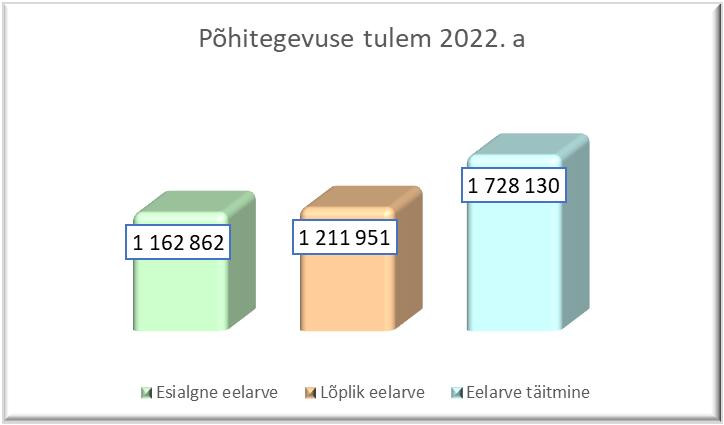 Põhitegevuse tulem 2022. a
1 728 130
1 162 862
1 211 951
Esialgne eelarve
Lõplik eelarve
Eelarve täitmine